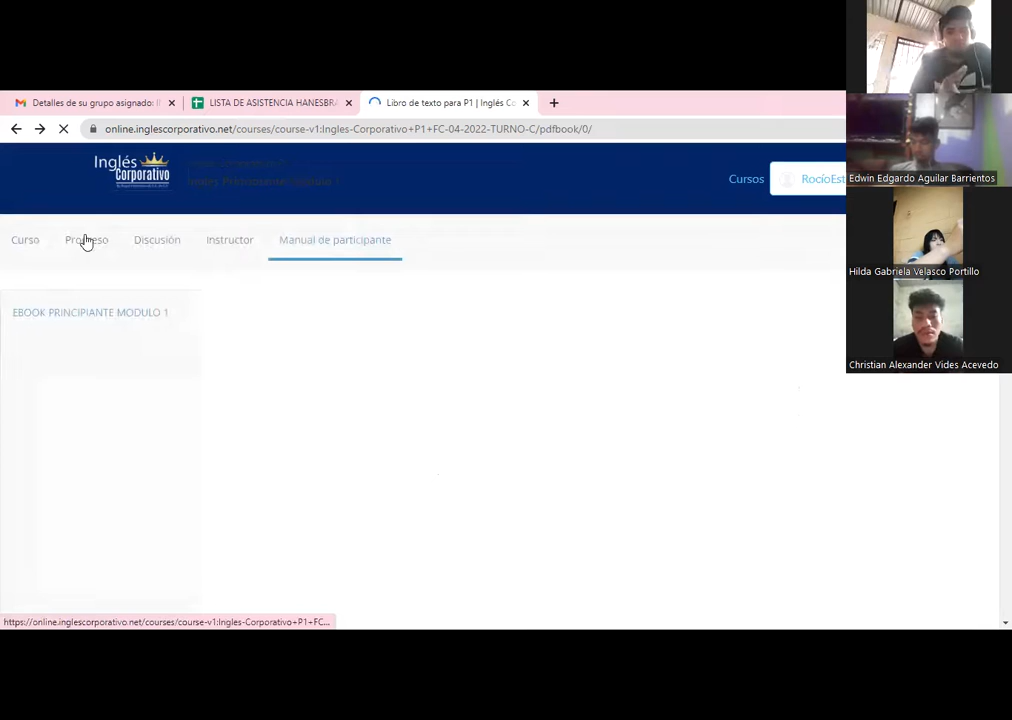 Detalles de su grupo asignado: I
LISTA DE ASISTENCIA HANESBRA
Libro de texto para P1 | Inglés Co
online.inglescorporativo.net/courses/course-v1:Ingles-Corporativo+P1+FC-04-2022-TURNO-C/pdfbook/0/
Inglés
Corporativo
Cursos
RocíoEst
Edwin Edgardo Aguilar Barrientos
Curso
Progreso
Discusión
Instructor
Manual de participante
Hilda Gabriela Velasco Portillo
EBOOK PRINCIPIANTE MODULO 1
Christian Alexander Vides Acevedo
https://online.inglescorporativo.net/courses/course-v1:Ingles-Corporativo+P1+FC...